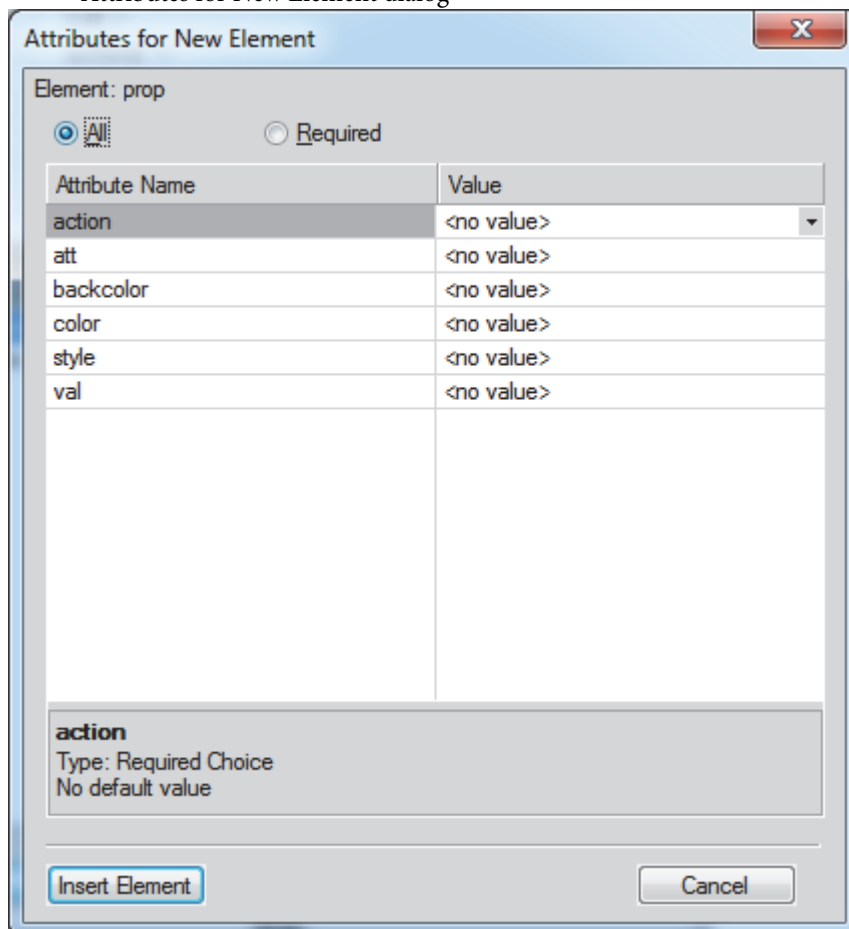 Attributes for New Element dialog
Attributes for New Element
Element: prop
All Required
Attribute Name Value
action <no value>
att <no value>
backcolor <no value>
color <no value>
style <no value>
val <no value>
action
Type: Required Choice
No default value
Insert Element Cancel